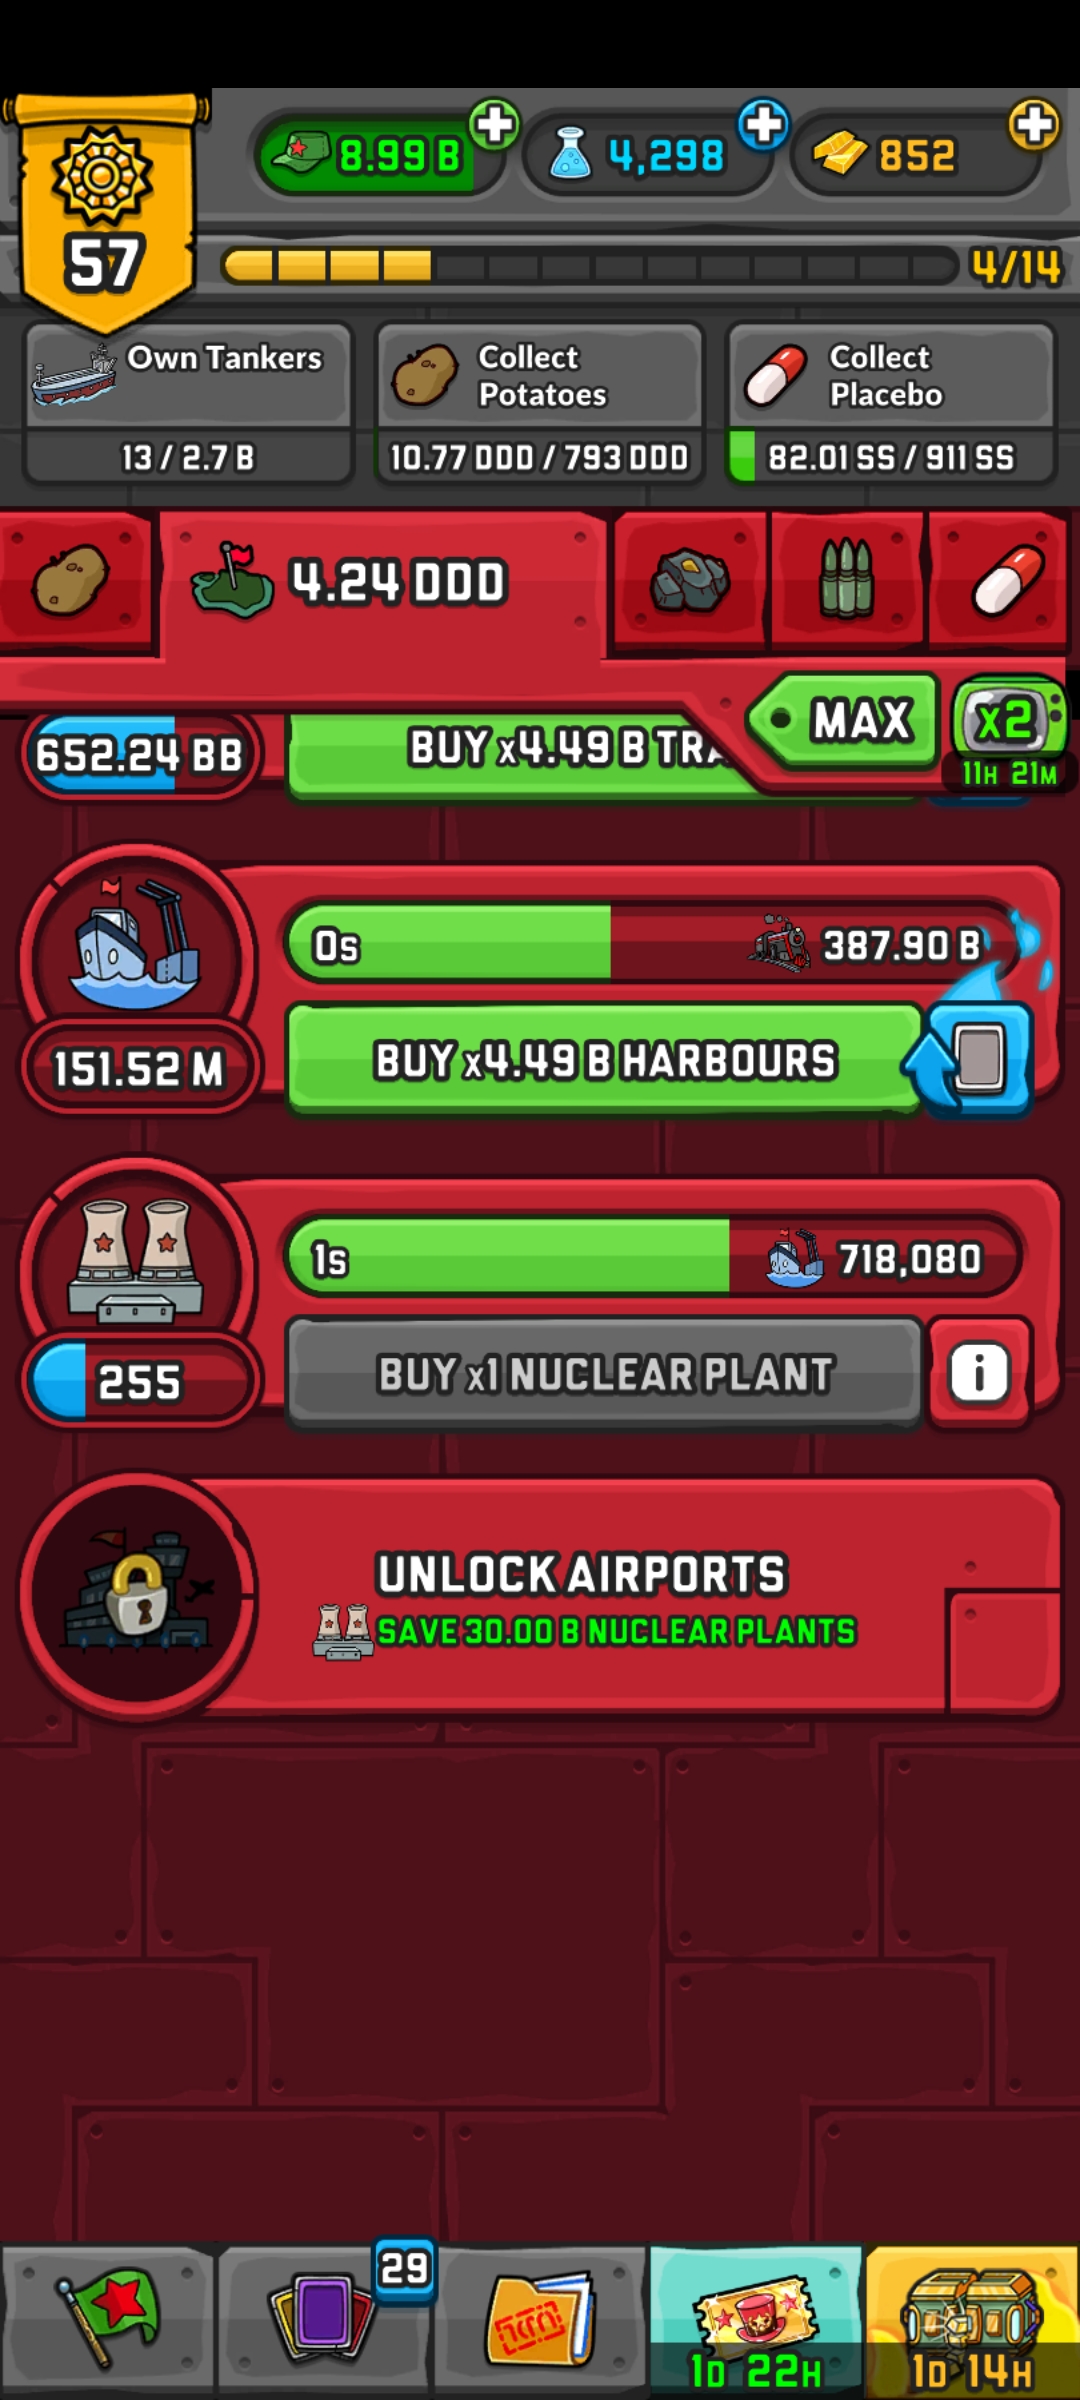 8.99 B
4,298
852
57
4/14
Own Tankers
13 / 2.7 B
Collect
Potatoes
10.77 DDD / 793 DDD
Collect
Placebo
82.01 SS / 911 SS
4.24 DDD
MAX
x2
11H 21M
652.24 BB
BUY x4.49 B TRA
0s
387.90 B
151.52 M
BUY x4.49 B HARBOURS
1s
718,080
255
BUY x1 NUCLEAR PLANT
i
UNLOCK AIRPORTS
SAVE 30.00 B NUCLEAR PLANTS
29
1D 22H
1D 14H